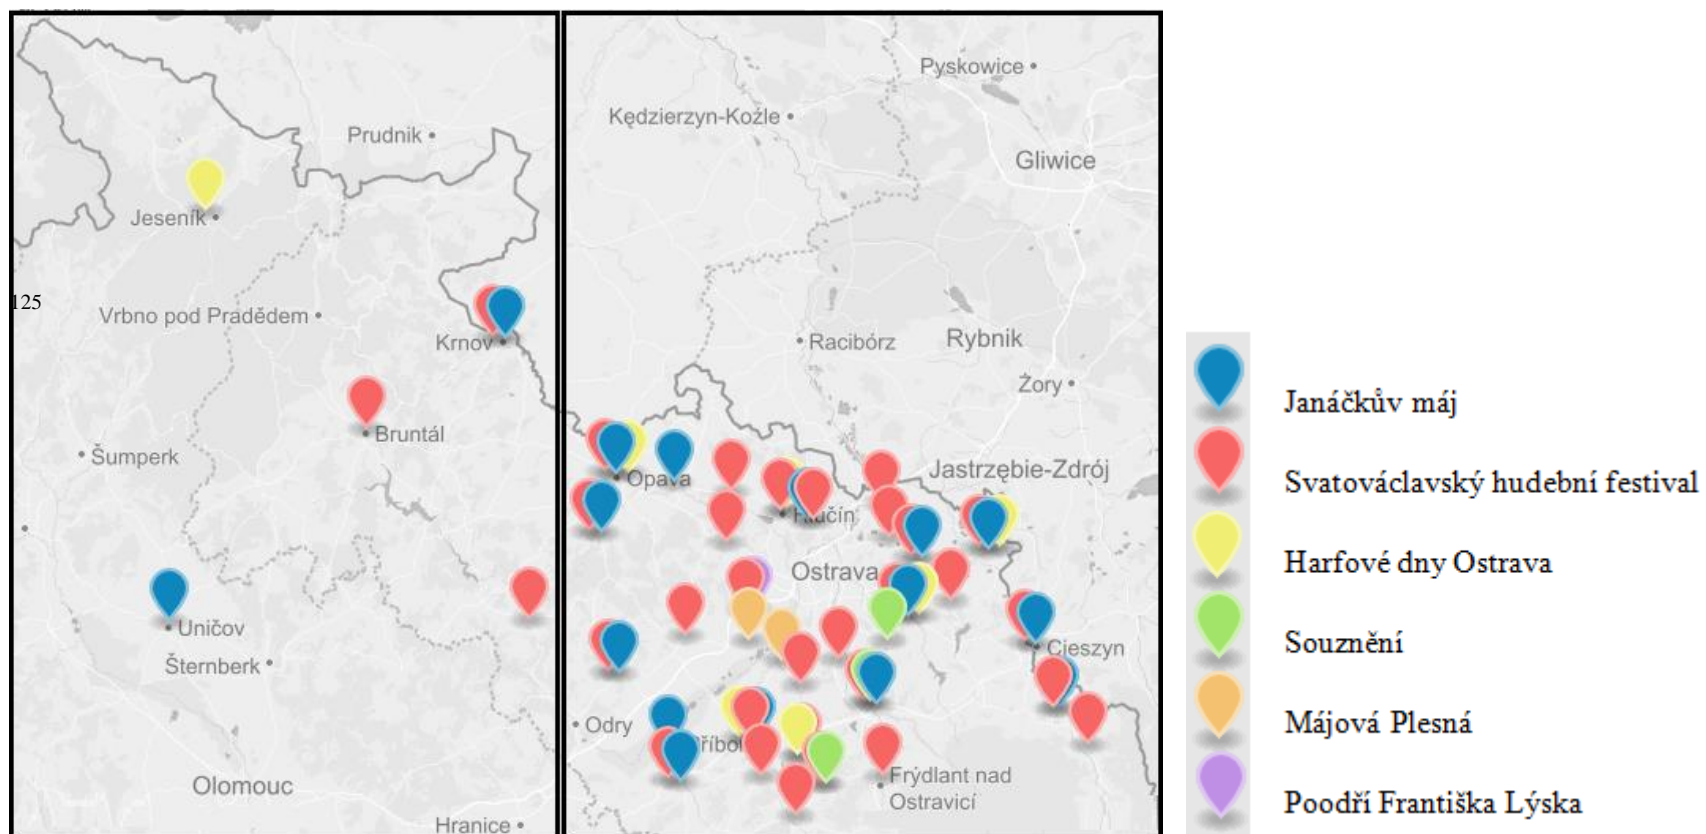 Pyskowice
Kędzierzyn-Koźle
Prudnik
Gliwice
Jeseník
125
Vrbno pod Pradědem
Krnov
Racibórz
Rybnik
Żory
Janáčkův máj
Bruntál
Šumperk
Jastrzębie-Zdrój
Opava
Svatováclavský hudební festival
Hlučín
Harfové dny Ostrava
Ostrava
Uničov
Souznění
Cieszyn
Šternberk
Odry
Májová Plesná
Příbor
Frýdlant nad
Ostravicí
Olomouc
Poodří Františka Lýska
Hranice